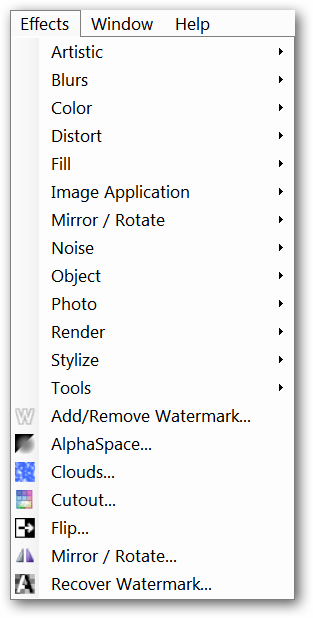 Effects Window Help
Artistic
Blurs
Color
Distort
Fill
Image Application
Mirror / Rotate
Noise
Object
Photo
Render
Stylize
Tools
Add/Remove Watermark...
AlphaSpace...
Clouds...
Cutout...
Flip...
Mirror / Rotate...
Recover Watermark...